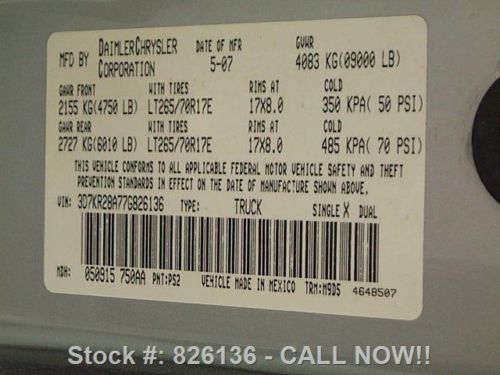 MFD BY DAIMLERCHRYSLER CORPORATION DATE OF MFR 5-07 GVWR 4083 KG(09000 LB)
GAWR FRONT WITH TIRES RIMS AT COLD
2155 KG(4750 LB) LT265/70R17E 17X8.0 350 KPA( 50 PSI)
GAWR REAR WITH TIRES RIMS AT COLD
2727 KG(6010 LB) LT265/70R17E 17X8.0 485 KPA( 70 PSI)
THIS VEHICLE CONFORMS TO ALL APPLICABLE FEDERAL MOTOR VEHICLE SAFETY AND THEFT
PREVENTION STANDARDS IN EFFECT ON THE DATE OF MANUFACTURE SHOWN ABOVE.
VIN: 3D7KR28A77G826136 TYPE: TRUCK SINGLE X DUAL
MDH: 050915 750AA PNT:PS2 VEHICLE MADE IN MEXICO TRM:M9D5 4648507
Stock #: 826136 - CALL NOW!!